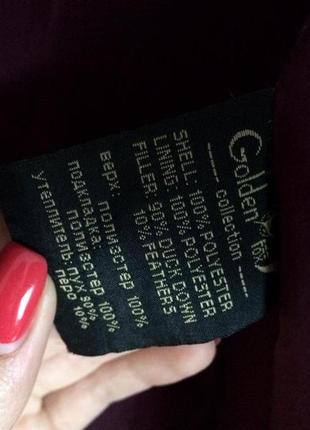 Golden Fox
collection
SHELL: 100% POLYESTER
LINING: 100% POLYESTER
FILLER: 90% DUCK DOWN
10% FEATHERS
верх: полиэстер 100%
подкладка:
полиэстер 100%
утеплитель: пух 90%
перо 10%